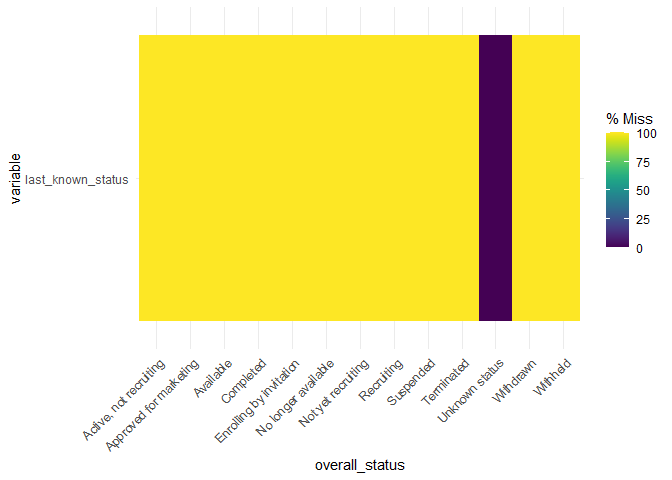 % Miss
100
75
50
25
0
variable
last_known_status
Active, not recruiting
Approved for marketing
Available
Completed
Enrolling by invitation
No longer available
Not yet recruiting
Recruiting
Suspended
Terminated
Unknown status
Withdrawn
Withheld
overall_status